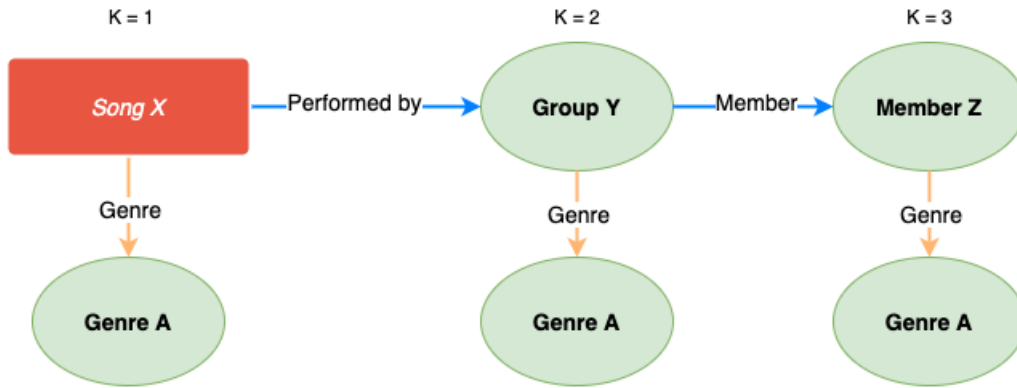 K = 1
K = 2
K = 3
Song X
Performed by
Group Y
Member
Member Z
Genre
Genre
Genre
Genre A
Genre A
Genre A